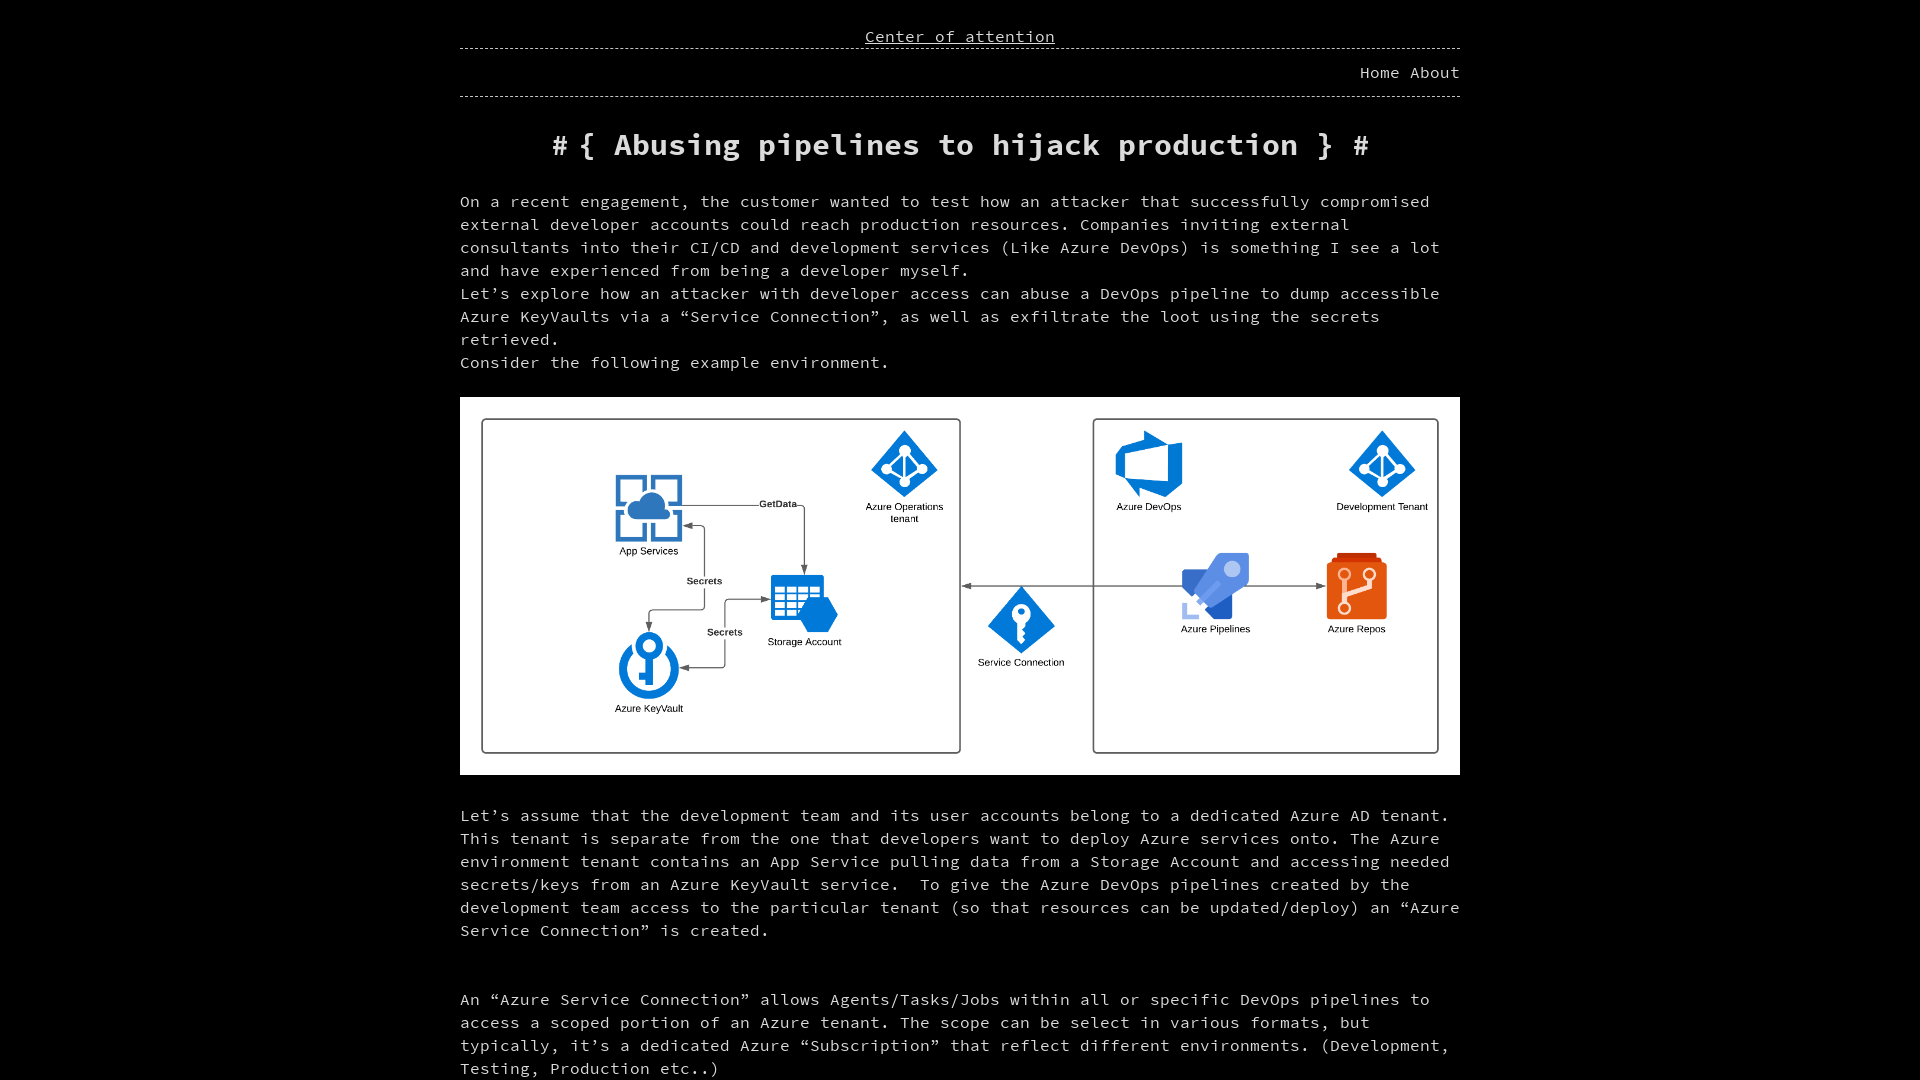 Center of attention
Home About
# { Abusing pipelines to hijack production } #
On a recent engagement, the customer wanted to test how an attacker that successfully compromised
external developer accounts could reach production resources. Companies inviting external
consultants into their CI/CD and development services (Like Azure DevOps) is something I see a lot
and have experienced from being a developer myself.
Let’s explore how an attacker with developer access can abuse a DevOps pipeline to dump accessible
Azure KeyVaults via a “Service Connection”, as well as exfiltrate the loot using the secrets
retrieved.
Consider the following example environment.
GetData
App Services
Secrets
Secrets
Storage Account
Azure KeyVault
Azure Operations
tenant
Service Connection
Azure DevOps
Development Tenant
Azure Pipelines
Azure Repos
Let’s assume that the development team and its user accounts belong to a dedicated Azure AD tenant.
This tenant is separate from the one that developers want to deploy Azure services onto. The Azure
environment tenant contains an App Service pulling data from a Storage Account and accessing needed
secrets/keys from an Azure KeyVault service.  To give the Azure DevOps pipelines created by the
development team access to the particular tenant (so that resources can be updated/deploy) an “Azure
Service Connection” is created.
An “Azure Service Connection” allows Agents/Tasks/Jobs within all or specific DevOps pipelines to
access a scoped portion of an Azure tenant. The scope can be select in various formats, but
typically, it’s a dedicated Azure “Subscription” that reflect different environments. (Development,
Testing, Production etc..)